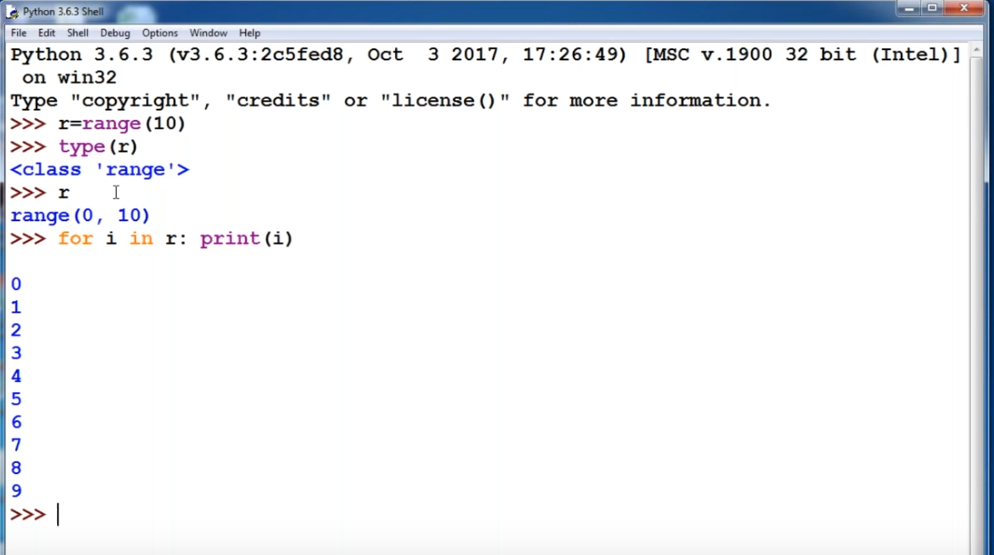 Python 3.6.3 Shell
File Edit Shell Debug Options Window Help
Python 3.6.3 (v3.6.3:2c5fed8, Oct  3 2017, 17:26:49) [MSC v.1900 32 bit (Intel)]
 on win32
Type "copyright", "credits" or "license()" for more information.
>>> r=range(10)
>>> type(r)
<class 'range'>
>>> r
range(0, 10)
>>> for i in r: print(i)
0
1
2
3
4
5
6
7
8
9
>>>